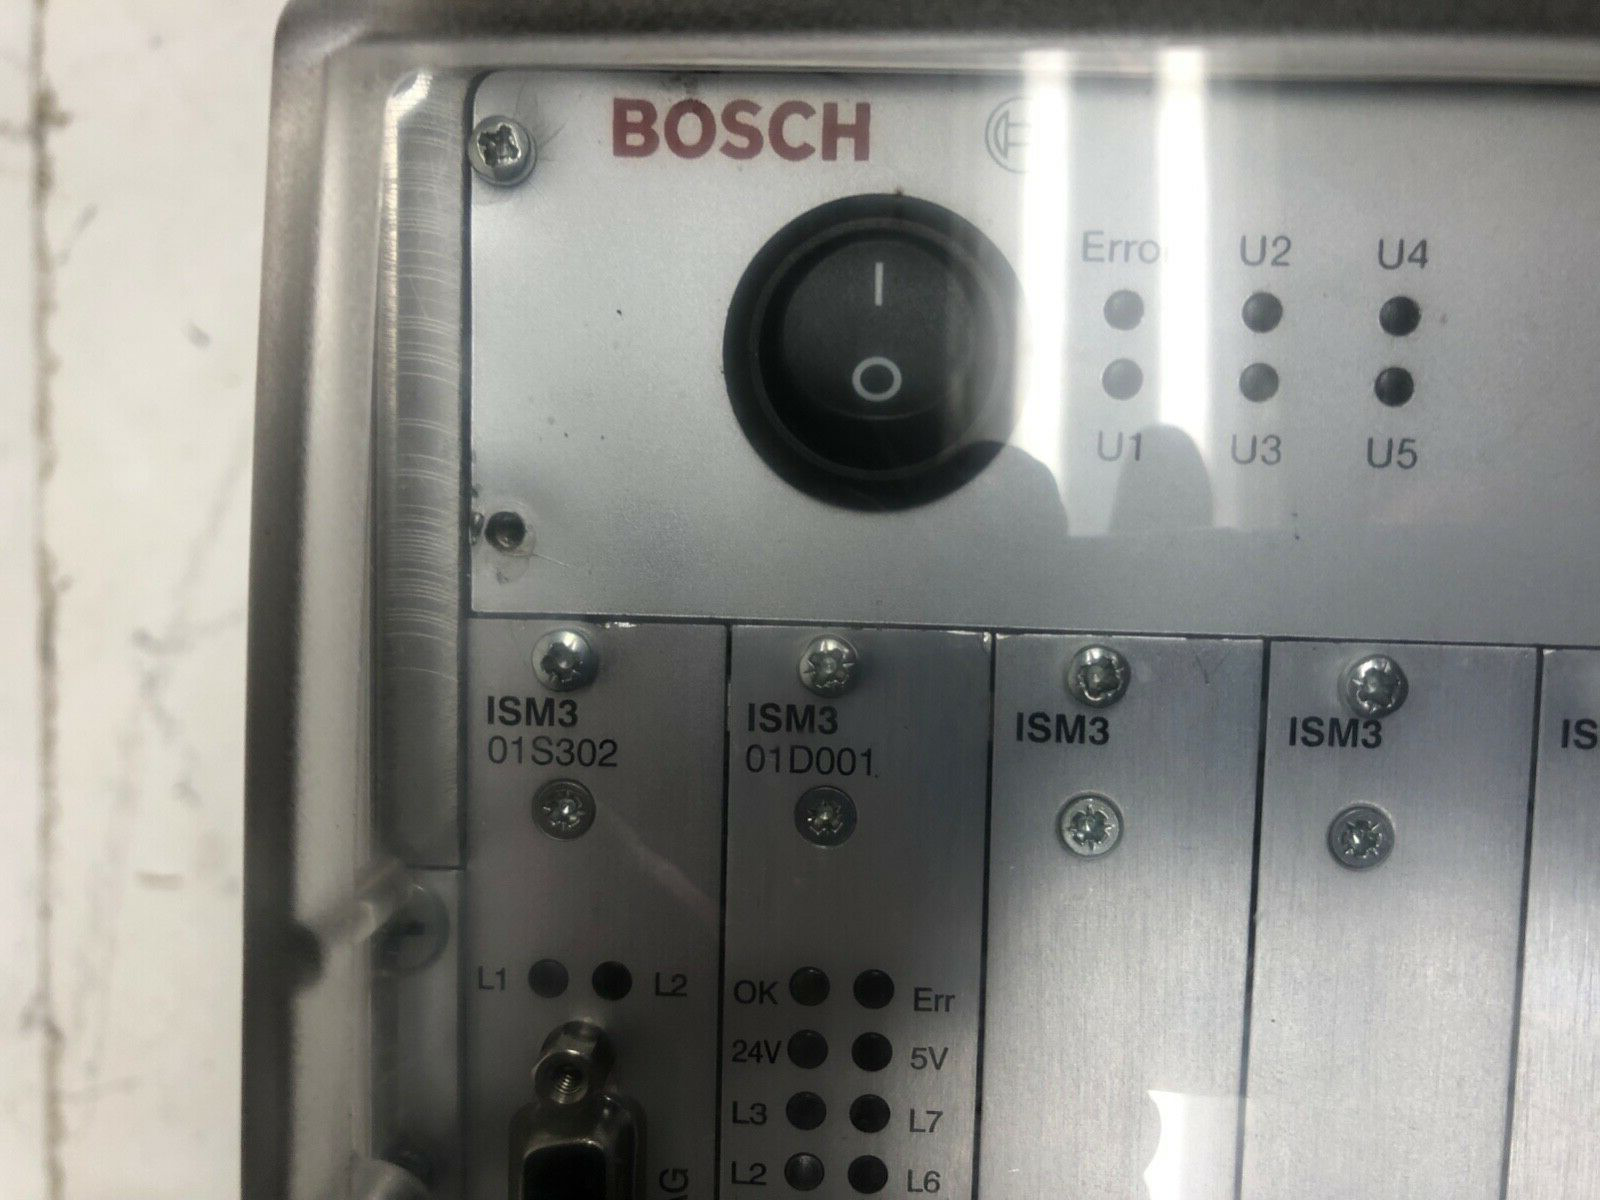 BOSCH
I
O
U2 U4
U1 U3 U5
ISM3 ISM3 ISM3 ISM3
01S302 01D001
L1 L2 OK Err
24V 5V
L3 L7
L2 L6